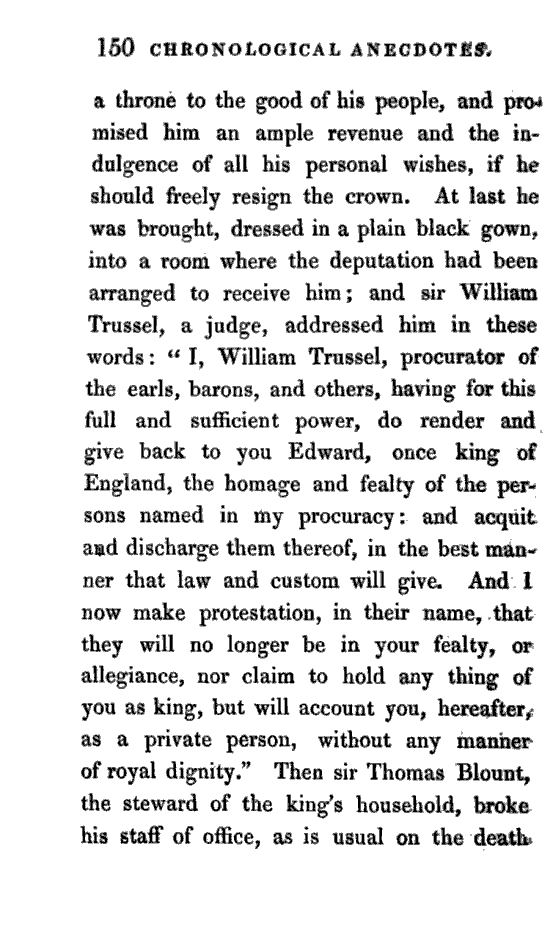 150 CHRONOLOGICAL ANECDOTES.
a throne to the good of his people, and pro-
mised him an ample revenue and the in-
dulgence of all his personal wishes, if he
should freely resign the crown. At last he
was brought, dressed in a plain black gown,
into a room where the deputation had been
arranged to receive him; and sir William
Trussel, a judge, addressed him in these
words: “ I, William Trussel, procurator of
the earls, barons, and others, having for this
full and sufficient power, do render and
give back to you Edward, once king of
England, the homage and fealty of the per-
sons named in my procuracy: and acquit
and discharge them thereof, in the best man-
ner that law and custom will give. And I
now make protestation, in their name, that
they will no longer be in your fealty, or
allegiance, nor claim to hold any thing of
you as king, but will account you, hereafter,
as a private person, without any manner
of royal dignity.” Then sir Thomas Blount,
the steward of the king's household, broke
his staff of office, as is usual on the death